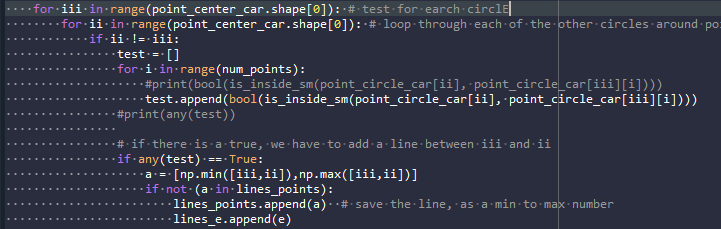 for iii in range(point_center_car.shape[0]): # test for earch circlE
for ii in range(point_center_car.shape[0]): # loop through each of the other circles around poi
if ii != iii:
test = []
for i in range(num_points):
#print(bool(is_inside_sm(point_circle_car[ii], point_circle_car[iii][i])))
test.append(bool(is_inside_sm(point_circle_car[ii], point_circle_car[iii][i])))
#print(any(test))
# if there is a true, we have to add a line between iii and ii
if any(test) == True:
a = [np.min([iii,ii]),np.max([iii,ii])]
if not (a in lines_points):
lines_points.append(a) # save the line, as a min to max number
lines_e.append(e)